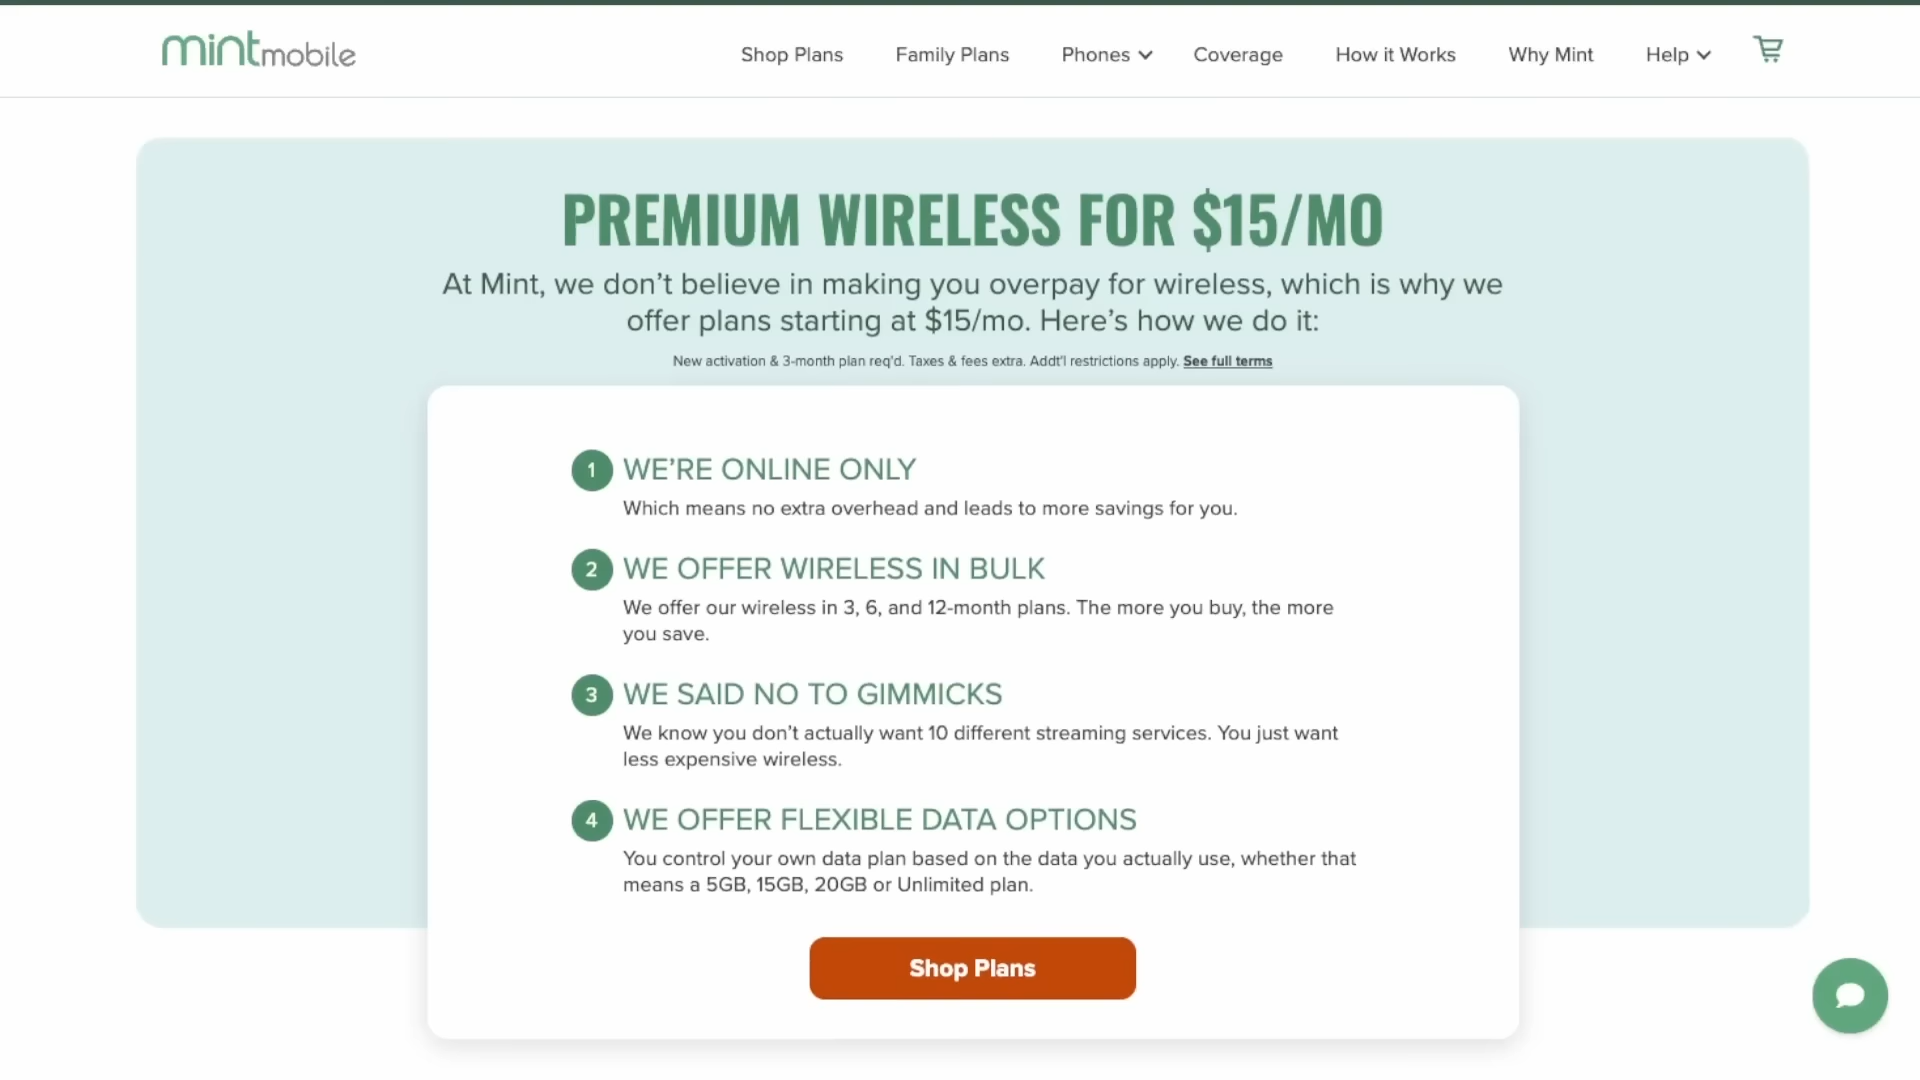 mintmobile
Shop Plans
Family Plans
Phones
Coverage
How it Works
Why Mint
Help
PREMIUM WIRELESS FOR $15/MO
At Mint, we don’t believe in making you overpay for wireless, which is why we
offer plans starting at $15/mo. Here’s how we do it:
New activation & 3-month plan req'd. Taxes & fees extra. Addt'l restrictions apply. See full terms
1 WE’RE ONLINE ONLY
Which means no extra overhead and leads to more savings for you.
2 WE OFFER WIRELESS IN BULK
We offer our wireless in 3, 6, and 12-month plans. The more you buy, the more
you save.
3 WE SAID NO TO GIMMICKS
We know you don’t actually want 10 different streaming services. You just want
less expensive wireless.
4 WE OFFER FLEXIBLE DATA OPTIONS
You control your own data plan based on the data you actually use, whether that
means a 5GB, 15GB, 20GB or Unlimited plan.
Shop Plans